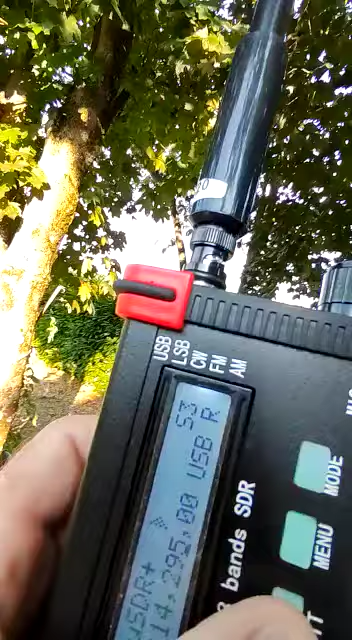 USB
LSB
CW
FM
AM
uSDR+ S3
14,295.00 USB R
bands SDR
MODE
MENU